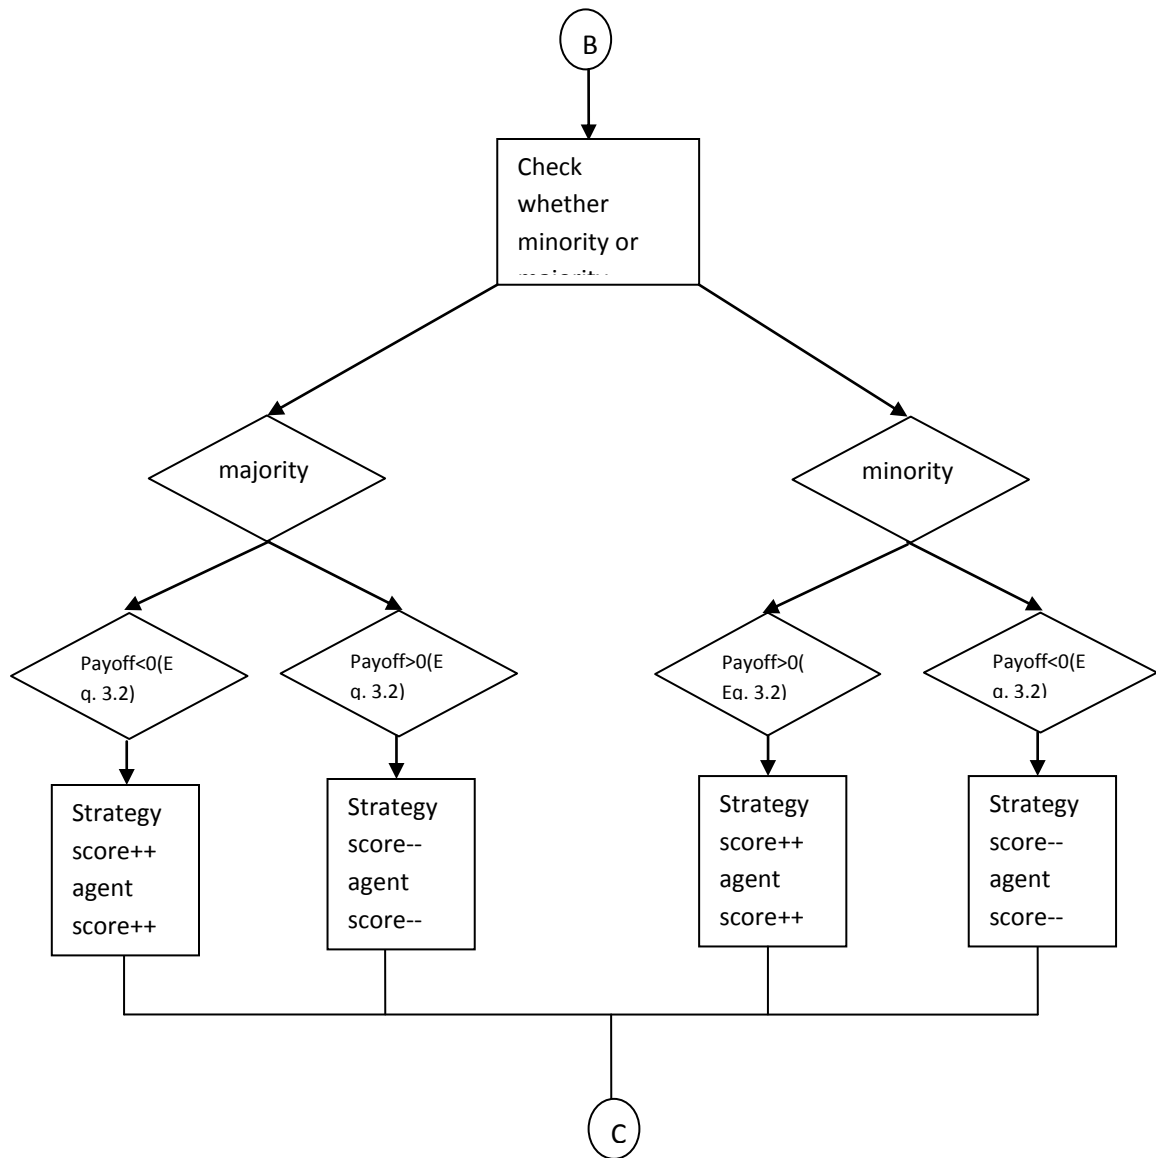 B
Check
whether
minority or
majority
majority
minority
Payoff<0(E
q. 3.2)
Payoff>0(E
q. 3.2)
Payoff>0(
Eq. 3.2)
Payoff<0(E
q. 3.2)
Strategy
score++
agent
score++
Strategy
score--
agent
score--
Strategy
score++
agent
score++
Strategy
score--
agent
score--
C